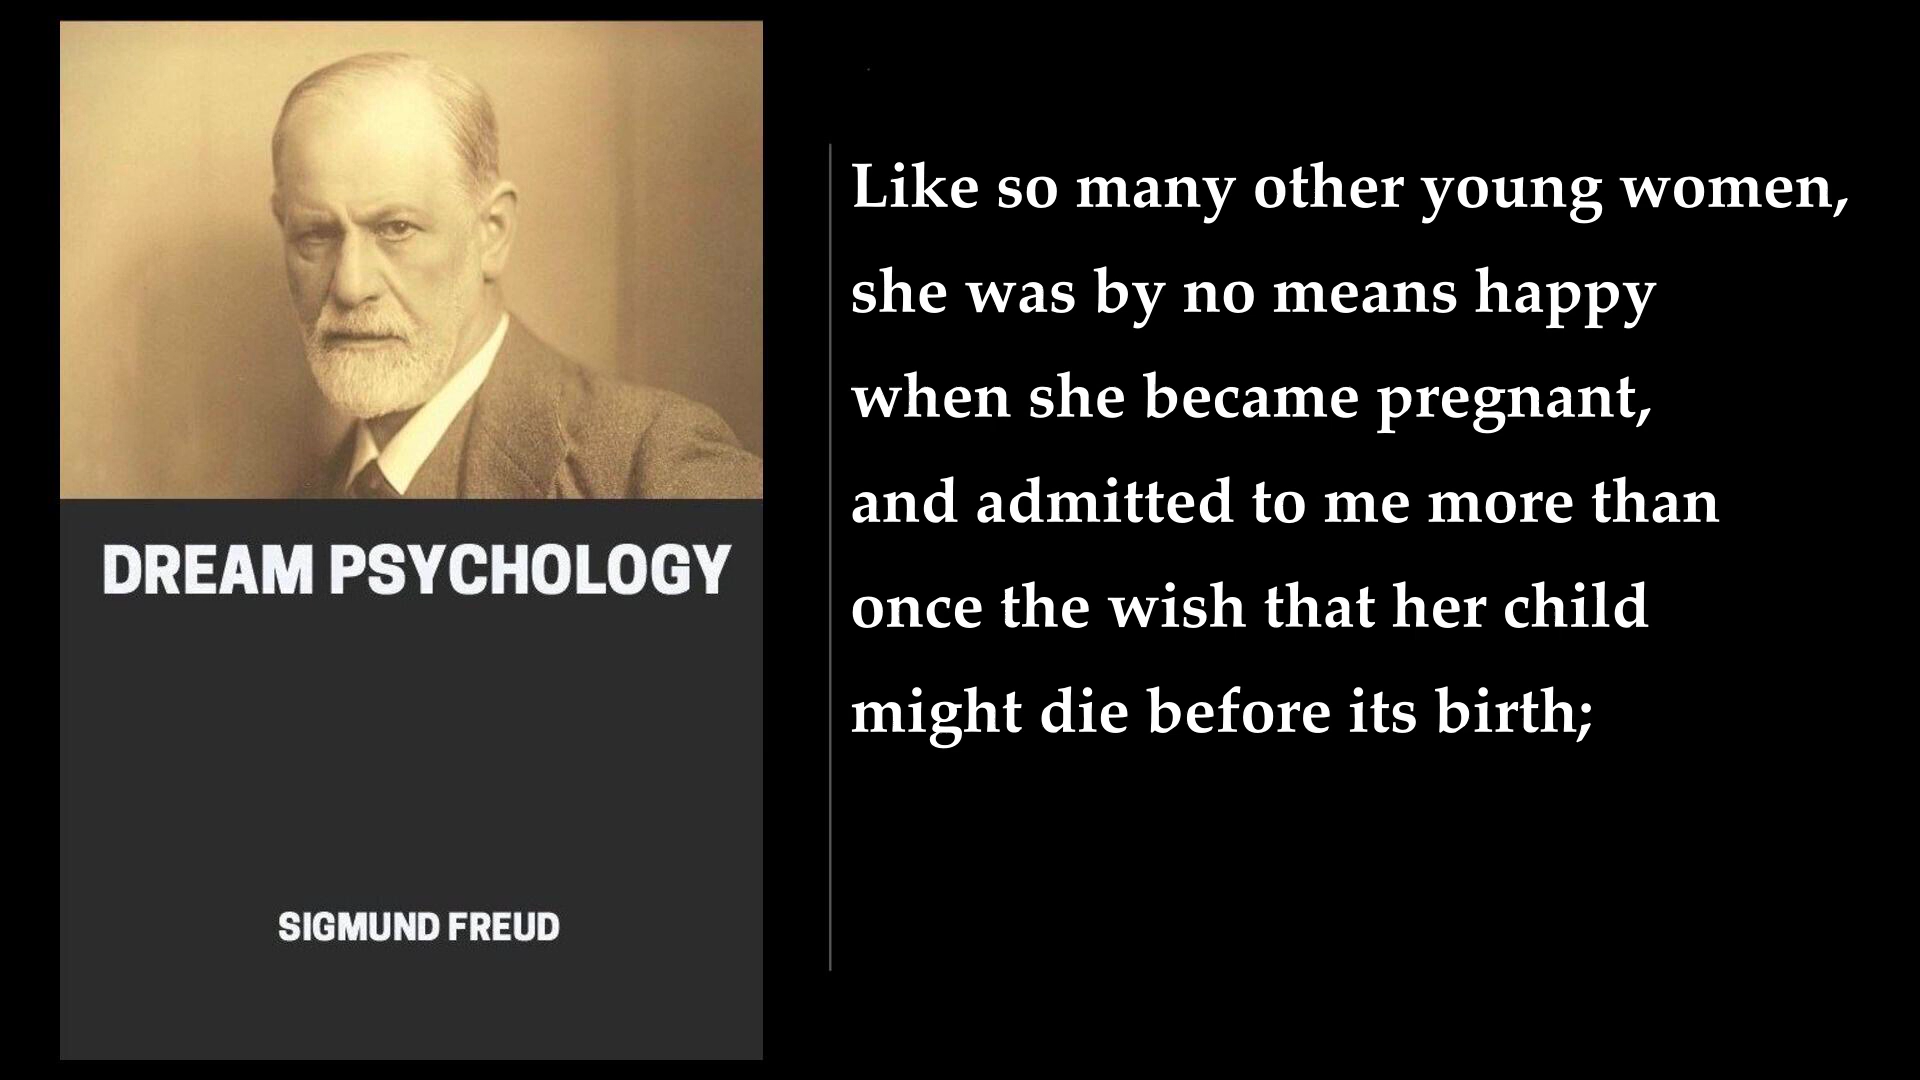 DREAM PSYCHOLOGY
SIGMUND FREUD
Like so many other young women,
she was by no means happy
when she became pregnant,
and admitted to me more than
once the wish that her child
might die before its birth;